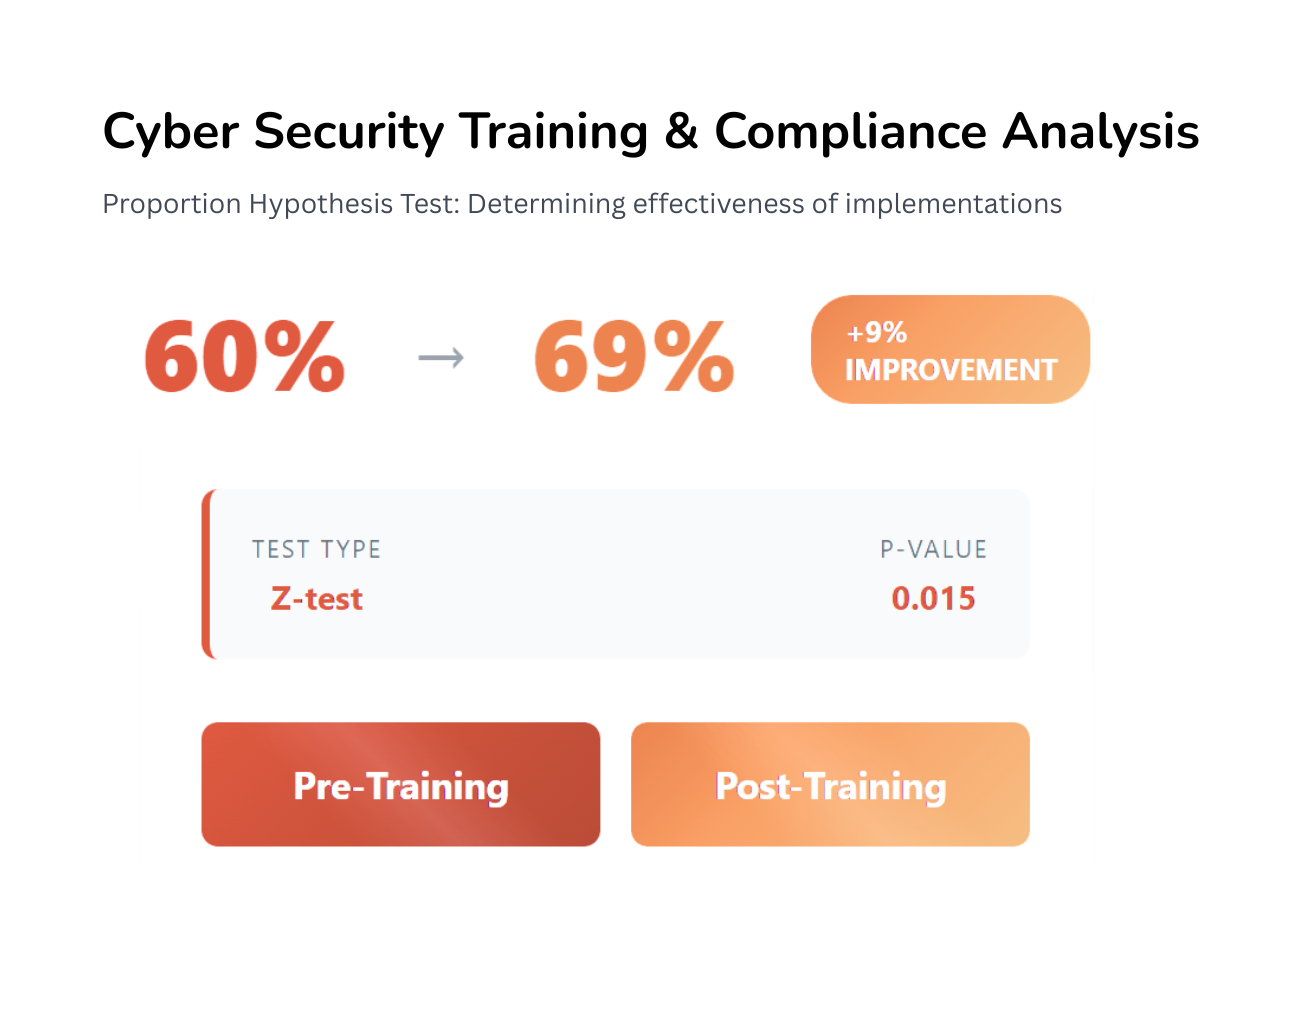 Cyber Security Training & Compliance Analysis
Proportion Hypothesis Test: Determining effectiveness of implementations
60% → 69%
+9%
IMPROVEMENT
TEST TYPE
Z-test
P-VALUE
0.015
Pre-Training
Post-Training